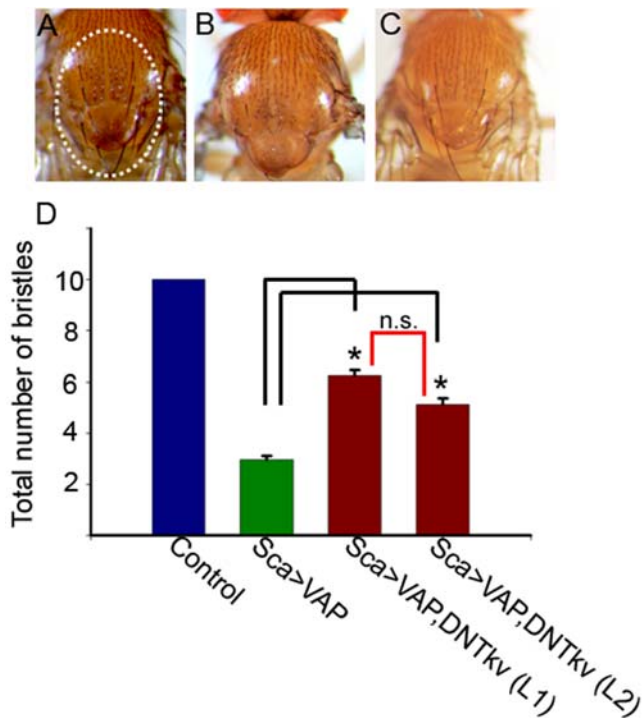 A
B
C
D
Total number of bristles
10
8
6
4
2
n.s.
*
*
Control
Sca>VAP
Sca>VAP,DNTkv (L1)
Sca>VAP,DNTkv (L2)